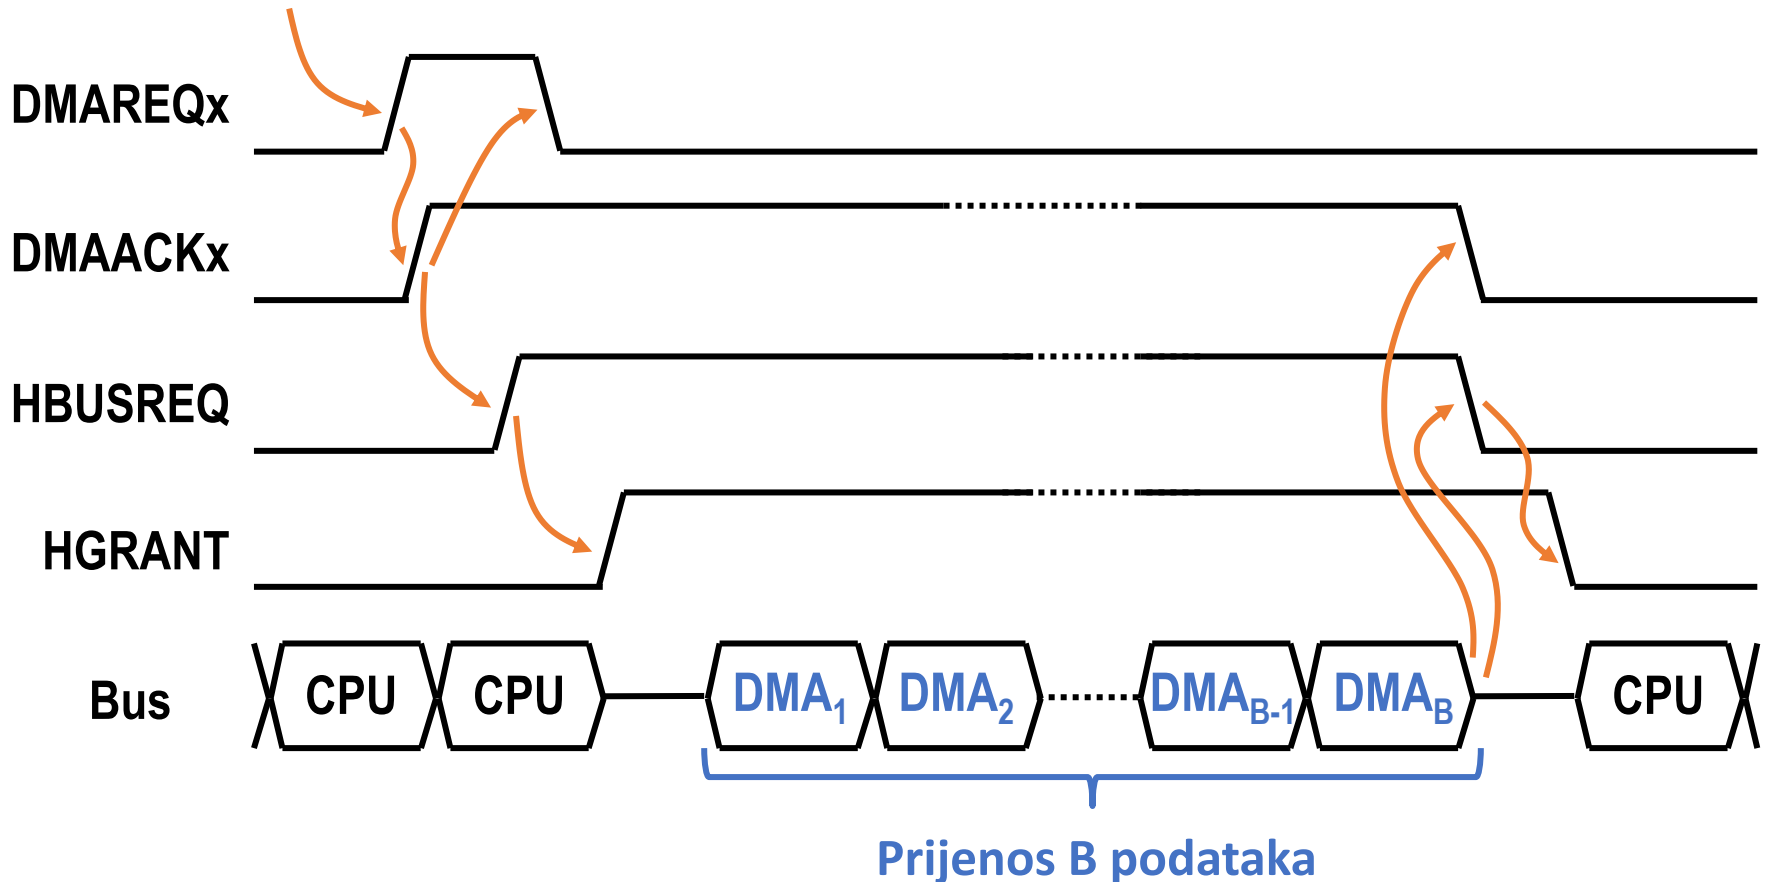 DMAREQx
DMAACKx
HBUSREQ
HGRANT
Bus CPU CPU DMA1 DMA2 DMAB-1 DMAB CPU
Prijenos B podataka